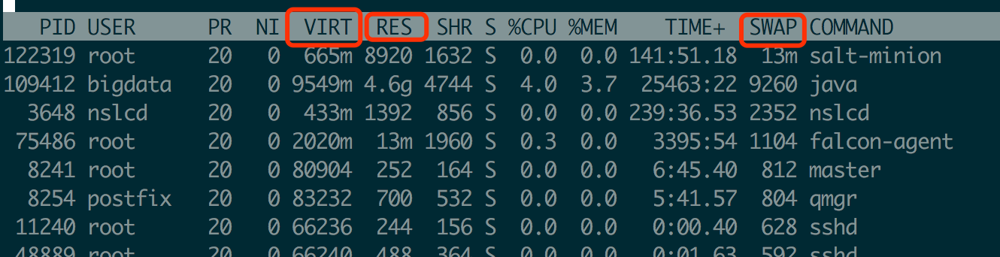 PID USER PR NI VIRT RES SHR S %CPU %MEM TIME+ SWAP COMMAND
122319 root 20 0 665m 8920 1632 S 0.0 0.0 141:51.18 13m salt-minion
109412 bigdata 20 0 9549m 4.6g 4744 S 4.0 3.7 25463:22 9260 java
3648 nslcd 20 0 433m 1392 856 S 0.0 0.0 239:36.53 2352 nslcd
75486 root 20 0 2020m 13m 1960 S 0.3 0.0 3395:54 1104 falcon-agent
8241 root 20 0 80904 252 164 S 0.0 0.0 6:45.40 812 master
8254 postfix 20 0 83232 700 532 S 0.0 0.0 5:41.57 804 qmgr
11240 root 20 0 66236 244 156 S 0.0 0.0 0:00.40 628 sshd
48889 root 20 0 66240 488 364 S 0.0 0.0 0:01.63 592 sshd